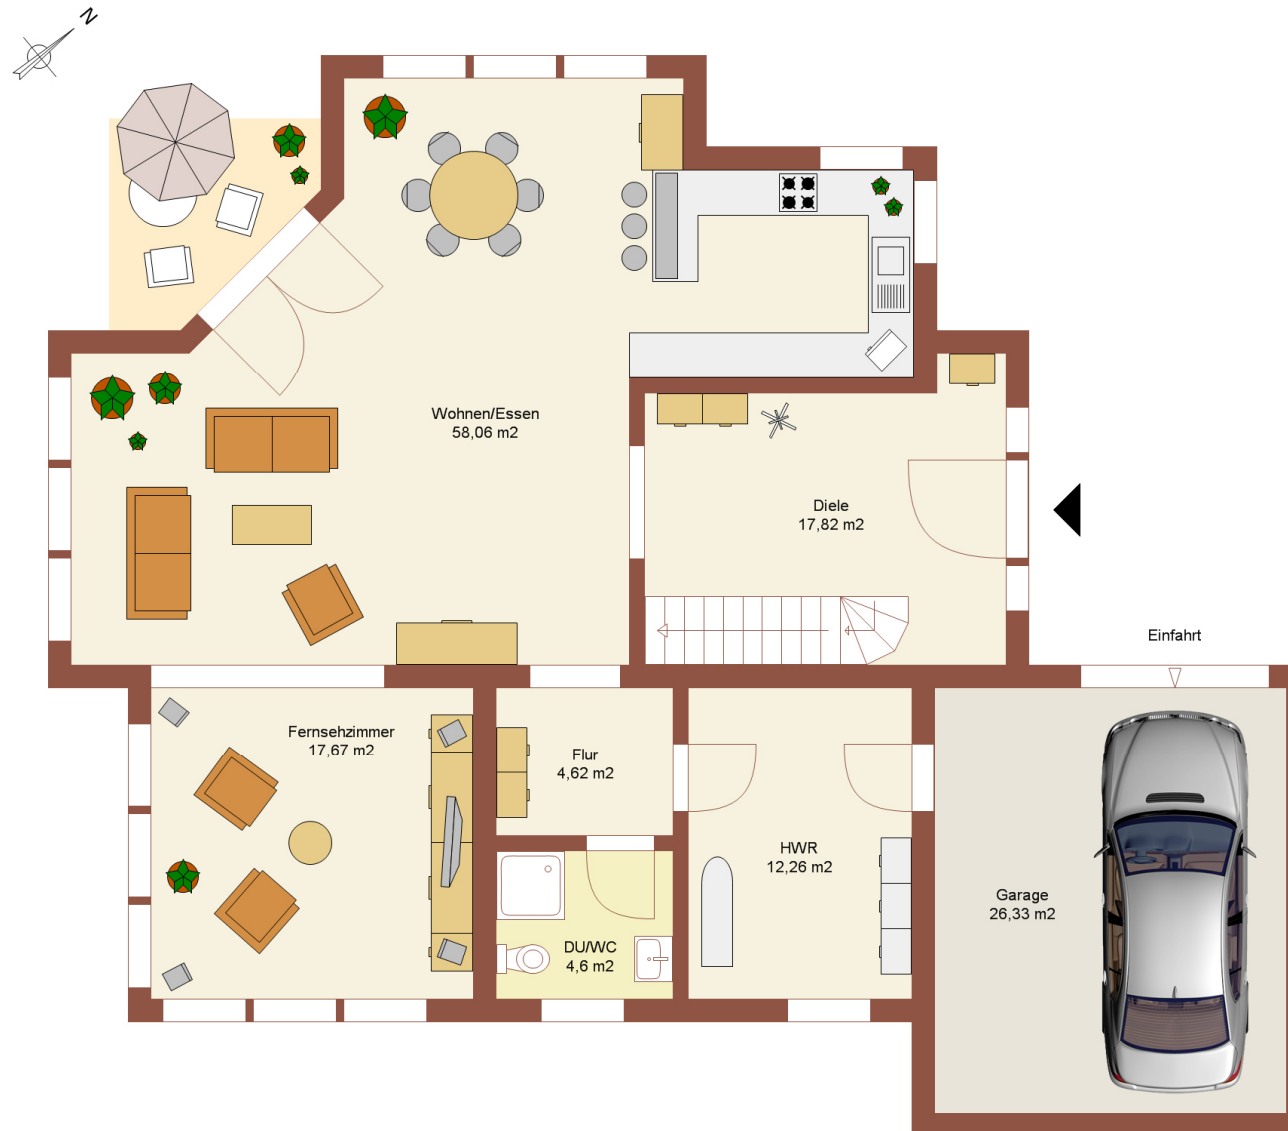 N
Wohnen/Essen
58,06 m2
Diele
17,82 m2
Einfahrt
Fernsehzimmer
17,67 m2
Flur
4,62 m2
HWR
12,26 m2
Garage
26,33 m2
DU/WC
4,6 m2